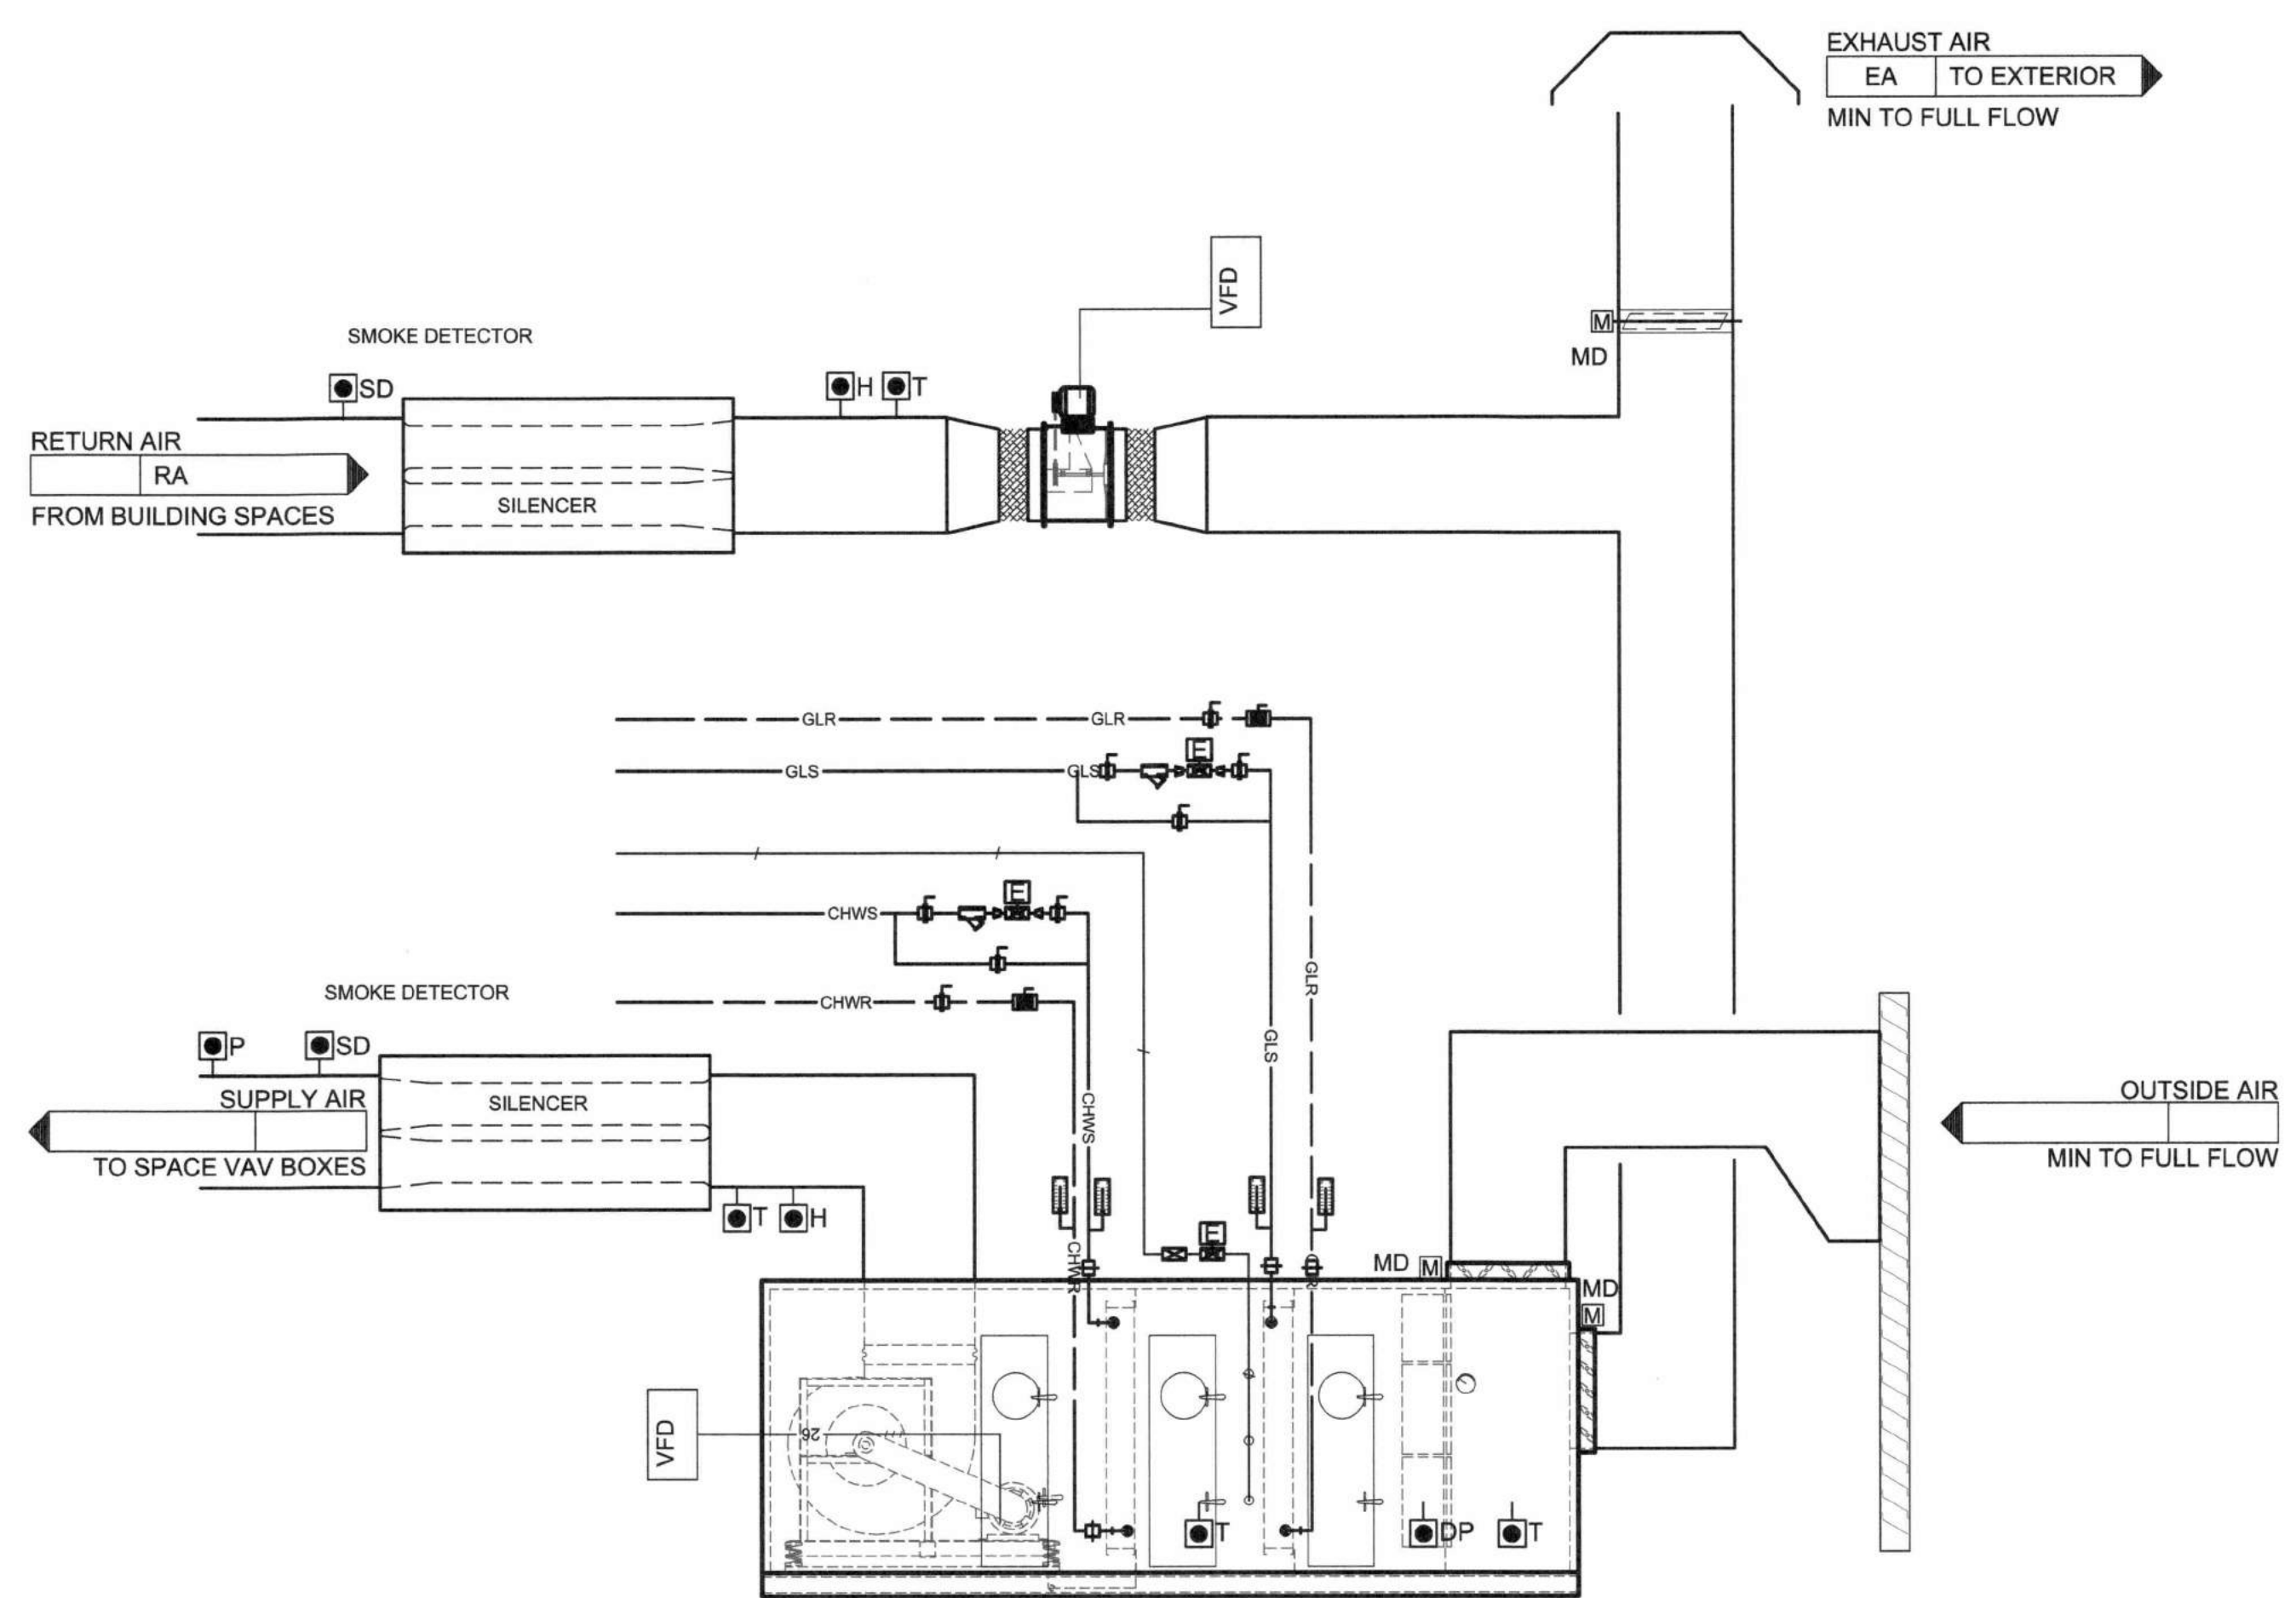 EXHAUST AIR
EA TO EXTERIOR
MIN TO FULL FLOW
VFD
M
MD
SMOKE DETECTOR
SD
H
T
RETURN AIR
RA
FROM BUILDING SPACES
SILENCER
GLR GLR
E
GLS GLS
E
CHWS
CHWR
GLR
GLS
CHWS
SMOKE DETECTOR
P
SD
SUPPLY AIR
SILENCER
TO SPACE VAV BOXES
T
H
OUTSIDE AIR
MIN TO FULL FLOW
E
CHWR
MD M
MD
M
VFD
26
T
DP
T